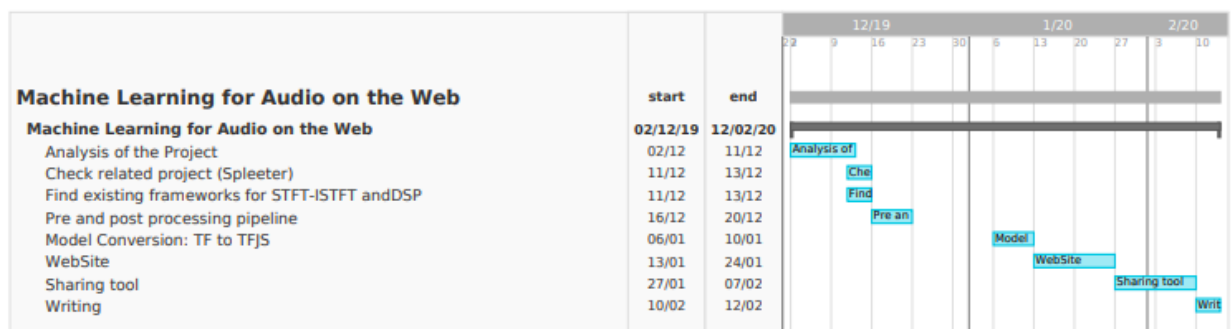 12/19 1/20 2/20
9 16 23 30 6 13 20 27 3 10
Machine Learning for Audio on the Web start end
Machine Learning for Audio on the Web 02/12/19 12/02/20
Analysis of the Project 02/12 11/12 Analysis of
Check related project (Spleeter) 11/12 13/12 Che
Find existing frameworks for STFT-ISTFT andDSP 11/12 13/12 Find
Pre and post processing pipeline 16/12 20/12 Pre an
Model Conversion: TF to TFJS 06/01 10/01 Model
WebSite 13/01 24/01 WebSite
Sharing tool 27/01 07/02 Sharing tool
Writing 10/02 12/02 Writ